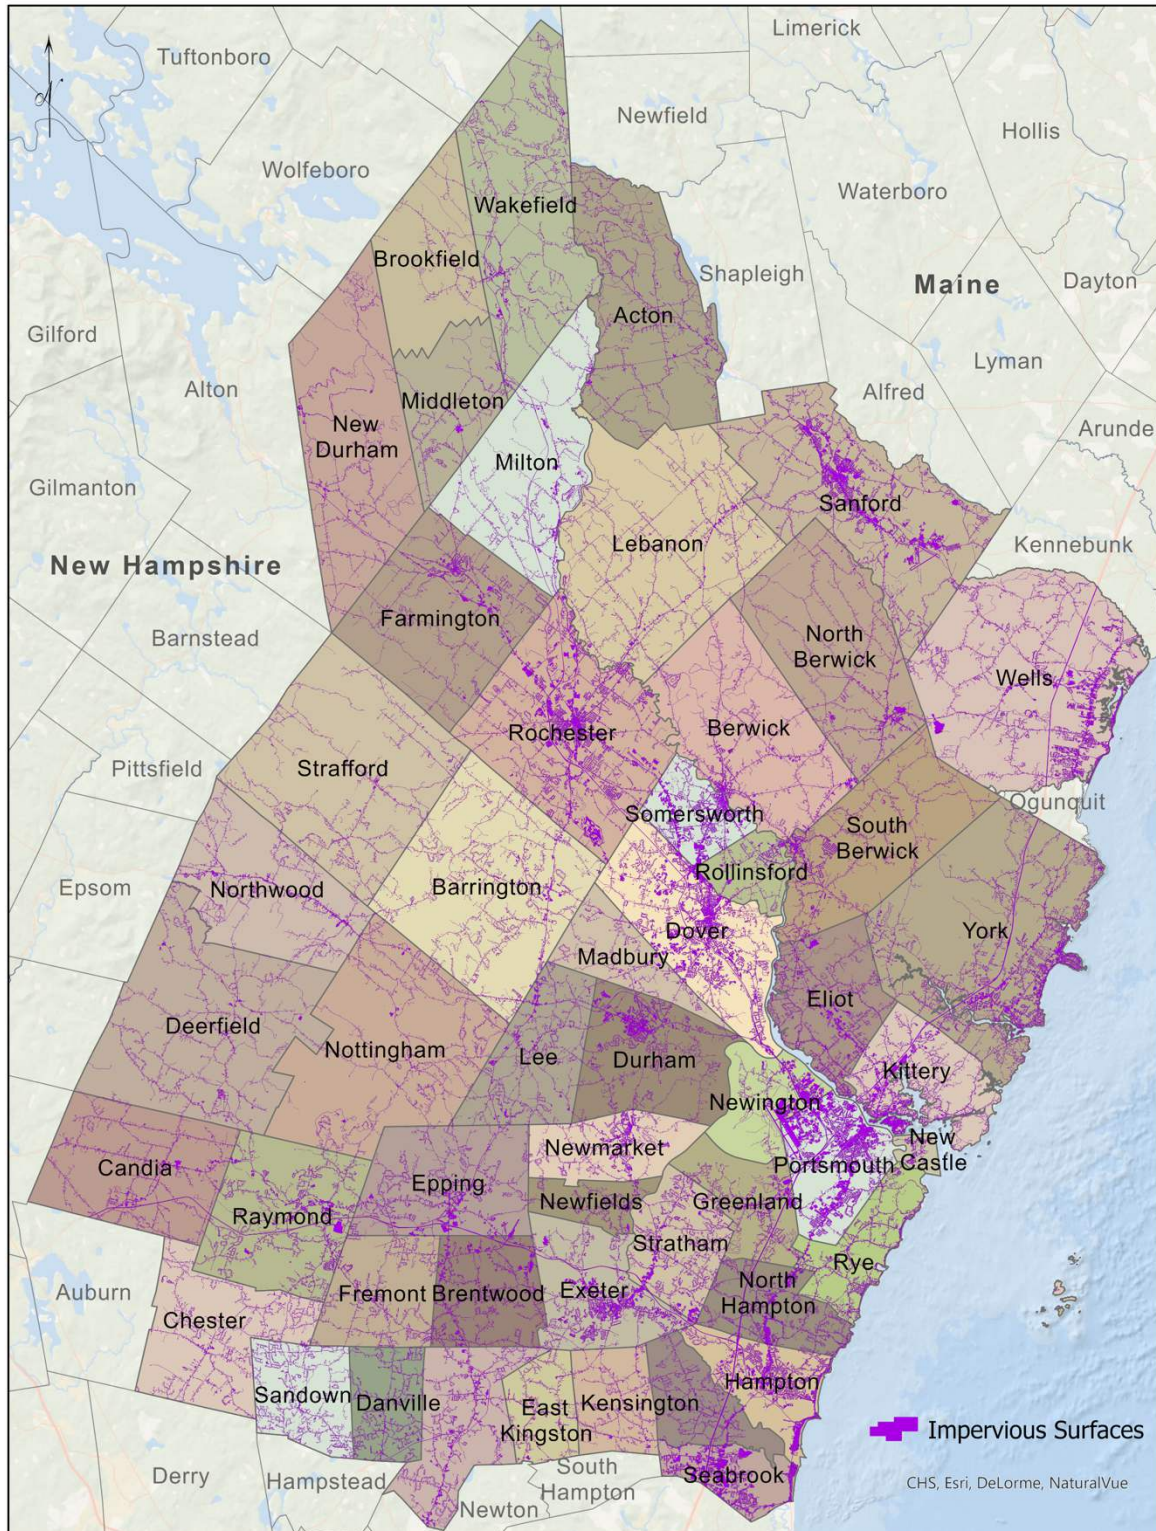 Limerick
Tuftonboro
Newfield
Hollis
Wolfeboro
Waterboro
Wakefield
Brookfield
Shapleigh
Maine
Dayton
Acton
Gilford
Lyman
Alton
Middleton
Alfred
New
Durham
Arunde
Milton
Gilmanton
Sanford
Lebanon
Kennebunk
New Hampshire
Farmington
Barnstead
North
Berwick
Wells
Rochester
Berwick
Pittsfield
Strafford
Ogunquit
Somersworth
South
Berwick
Rollinsford
Epsom
Northwood
Barrington
Dover
York
Madbury
Eliot
Deerfield
Nottingham
Lee
Durham
Kittery
Newington
New
Castle
Newmarket
Portsmouth
Candia
Epping
Newfields
Greenland
Raymond
Stratham
Rye
North
Hampton
Auburn
Fremont
Brentwood
Exeter
Chester
Hampton
Sandown
Danville
East
Kingston
Kensington
Impervious Surfaces
Derry
Hampstead
South
Hampton
Seabrook
Newton
CHS, Esri, DeLorme, NaturalVue